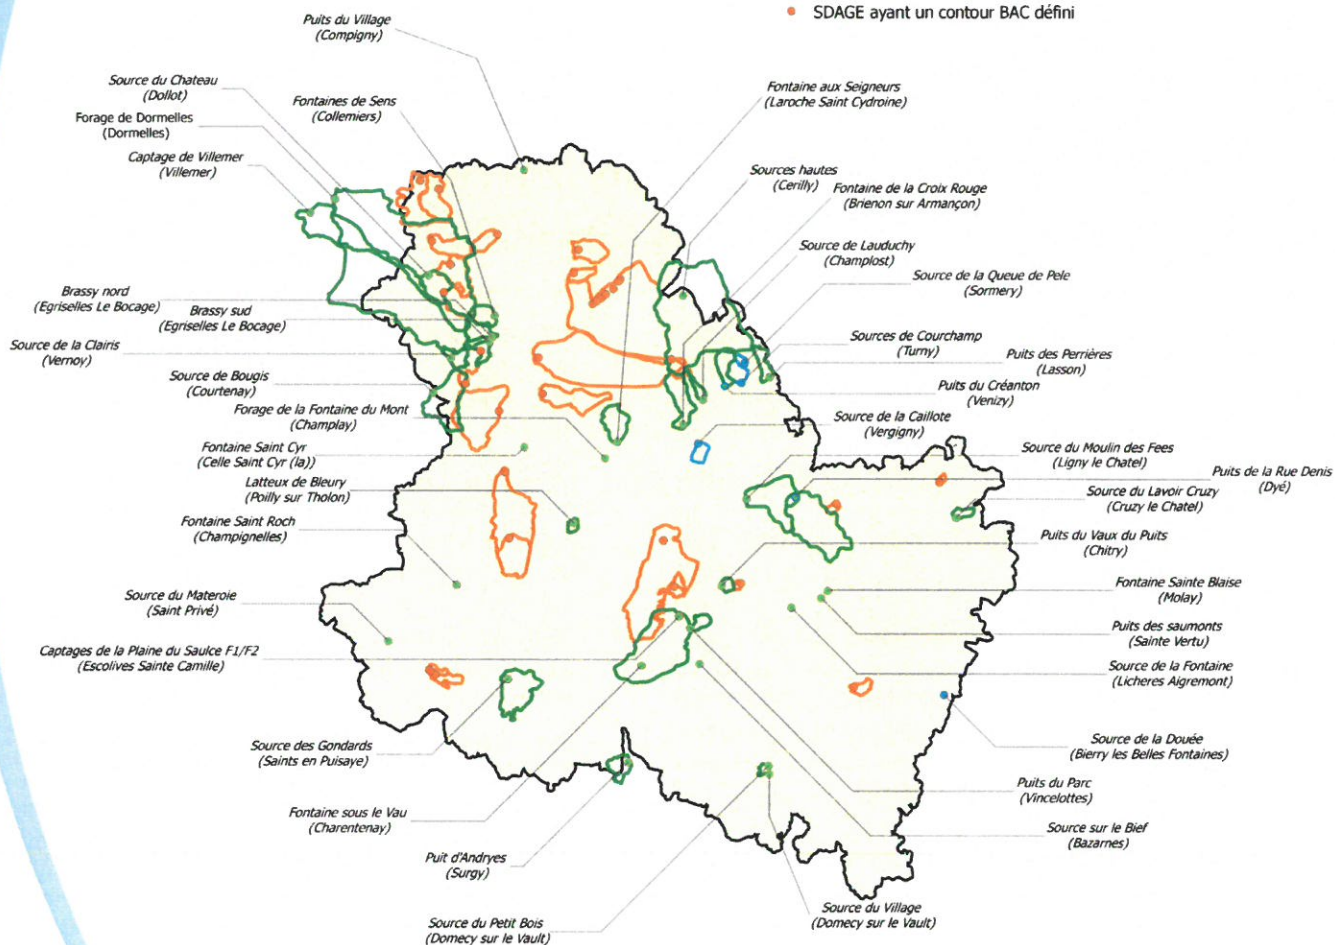 SDAGE ayant un contour BAC défini
Puits du Village
(Compigny)
Source du Chateau
(Dollot)
Fontaines de Sens
(Collemiers)
Forage de Dormelles
(Dormelles)
Captage de Villemer
(Villemer)
Fontaine aux Seigneurs
(Laroche Saint Cydroine)
Sources hautes
(Cerilly)
Fontaine de la Croix Rouge
(Brienon sur Armançon)
Source de Lauduchy
(Champlost)
Source de la Queue de Pele
(Sormery)
Brassy nord
(Egriselles Le Bocage)
Brassy sud
(Egriselles Le Bocage)
Sources de Courchamp
(Turny)
Puits des Perrières
(Lasson)
Source de la Clairis
(Vernoy)
Source de Bougis
(Courtenay)
Puits du Créanton
(Venizy)
Forage de la Fontaine du Mont
(Champlay)
Source de la Caillote
(Vergigny)
Fontaine Saint Cyr
(Celle Saint Cyr (la))
Source du Moulin des Fees
(Ligny le Chatel)
Puits de la Rue Denis
(Dyé)
Latteux de Bleury
(Poilly sur Tholon)
Source du Lavoir Cruzy
(Cruzy le Chatel)
Fontaine Saint Roch
(Champignelles)
Puits du Vaux du Puits
(Chitry)
Source du Materoie
(Saint Privé)
Fontaine Sainte Blaise
(Molay)
Puits des saumonts
(Sainte Vertu)
Captages de la Plaine du Saulce F1/F2
(Escolives Sainte Camille)
Source de la Fontaine
(Licheres Aigremont)
Source des Gondards
(Saints en Puisaye)
Source de la Douée
(Bierry les Belles Fontaines)
Puits du Parc
(Vincelottes)
Fontaine sous le Vau
(Charentenay)
Source sur le Bief
(Bazarnes)
Puit d'Andryes
(Surgy)
Source du Village
(Domecy sur le Vault)
Source du Petit Bois
(Domecy sur le Vault)